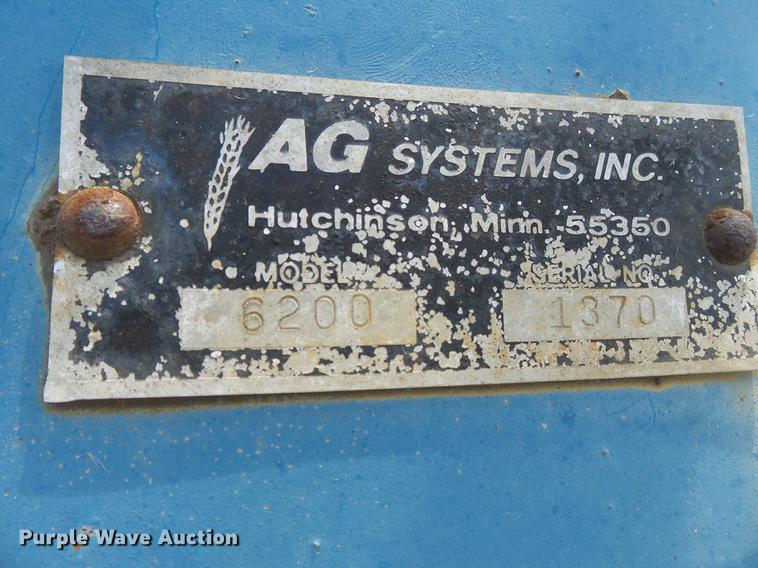 AG SYSTEMS, INC.
Hutchinson, Minn. 55350
MODEL SERIAL NO.
6200 1370
Purple Wave Auction